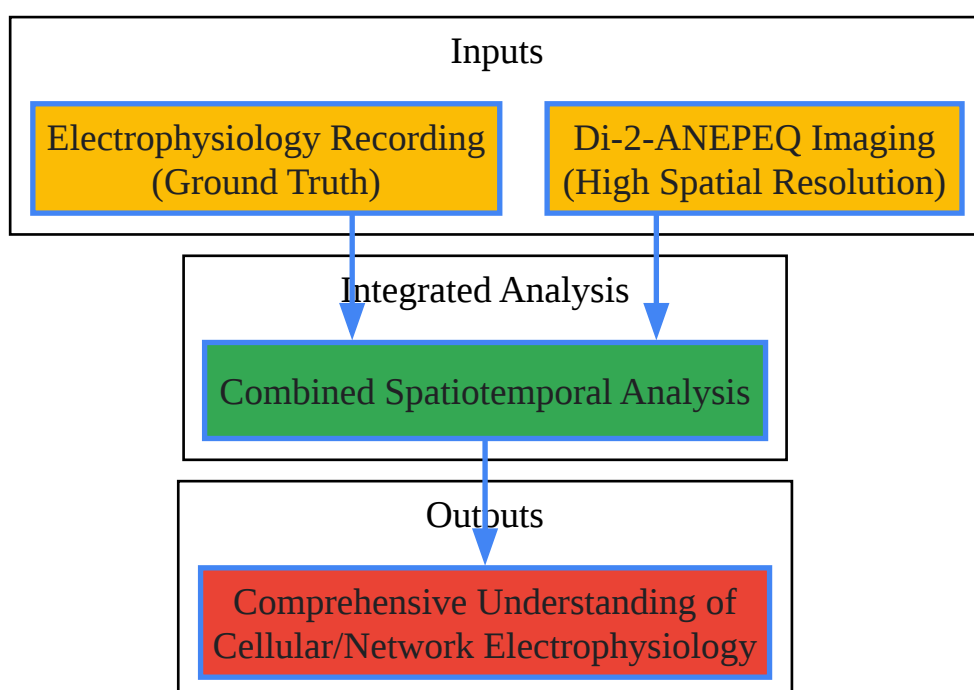 Inputs
Electrophysiology Recording
(Ground Truth)
Di-2-ANEPEQ Imaging
(High Spatial Resolution)
Integrated Analysis
Combined Spatiotemporal Analysis
Outputs
Comprehensive Understanding of
Cellular/Network Electrophysiology